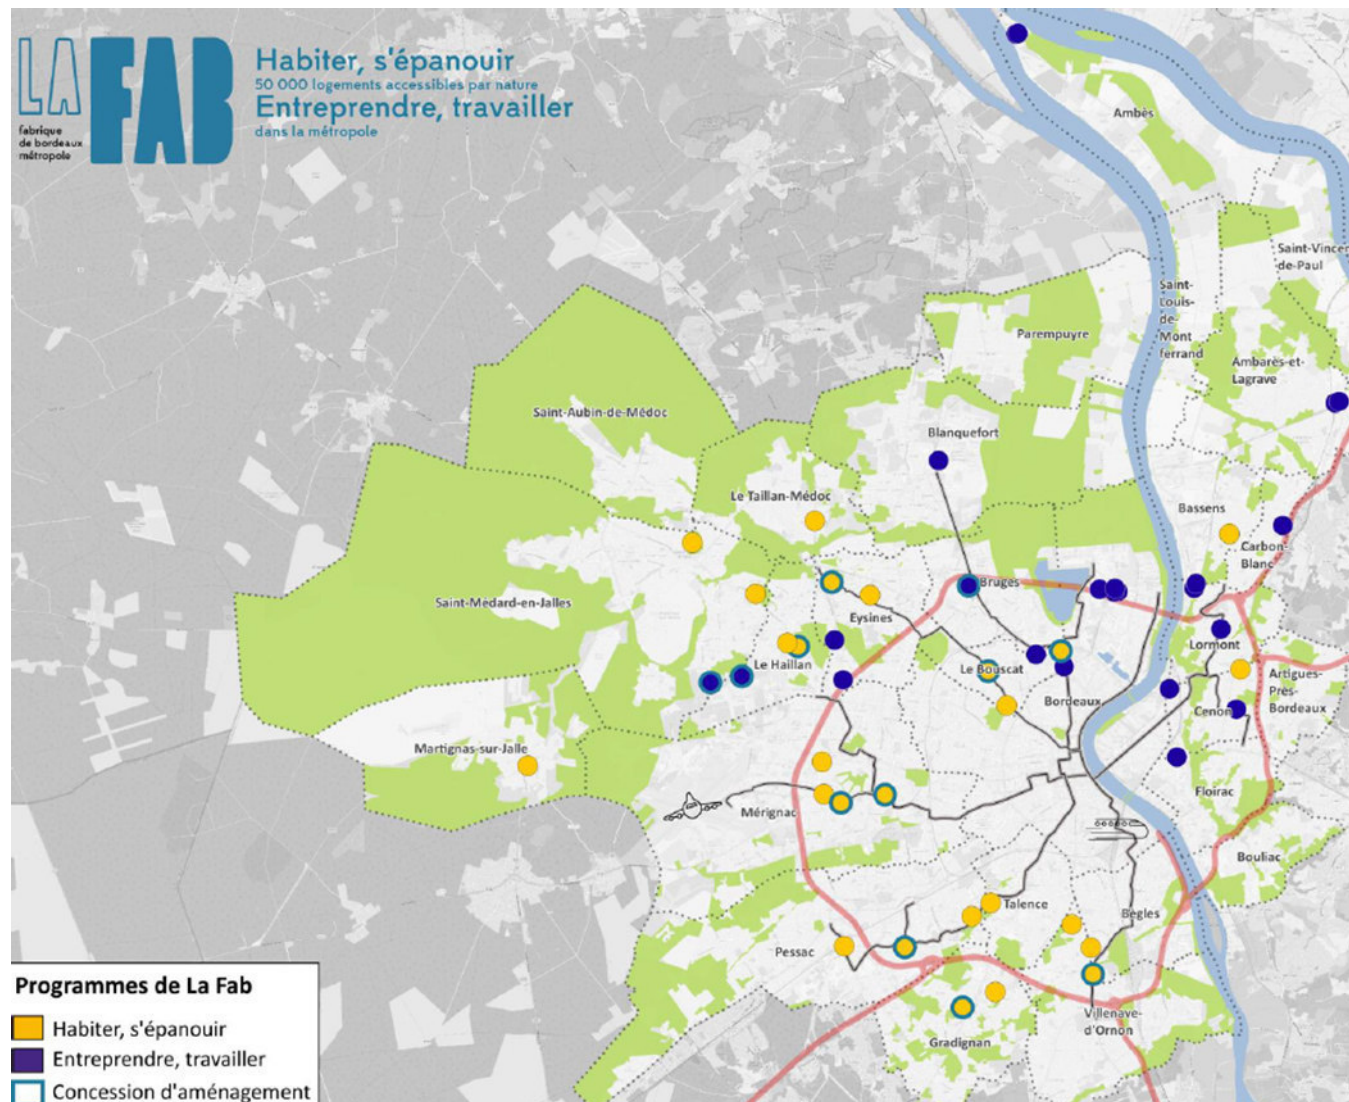 LA FAB
fabrique
de bordeaux
métropole
Habiter, s'épanouir
50 000 logements accessibles par nature
Entreprendre, travailler
dans la métropole
Ambès
Saint-Vincen
de-Paul
Saint-
Louis-
de-
Mont
ferrand
Parempuyre
Ambarès-et-
Lagrave
Saint-Aubin-de-Médoc
Blanquefort
Le Taillan-Médoc
Bassens
Carbon-
Blanc
Bruges
Saint-Médard-en-Jalles
Eysines
Lormont
Le Haillan
Le Bouscat
Artigues-
Près-
Bordeaux
Bordeaux
Cenon
Martignas-sur-Jalle
Floirac
Mérignac
Bouliac
Talence
Bègles
Pessac
Villenave-
d'Ornon
Gradignan
Programmes de La Fab
Habiter, s'épanouir
Entreprendre, travailler
Concession d'aménagement